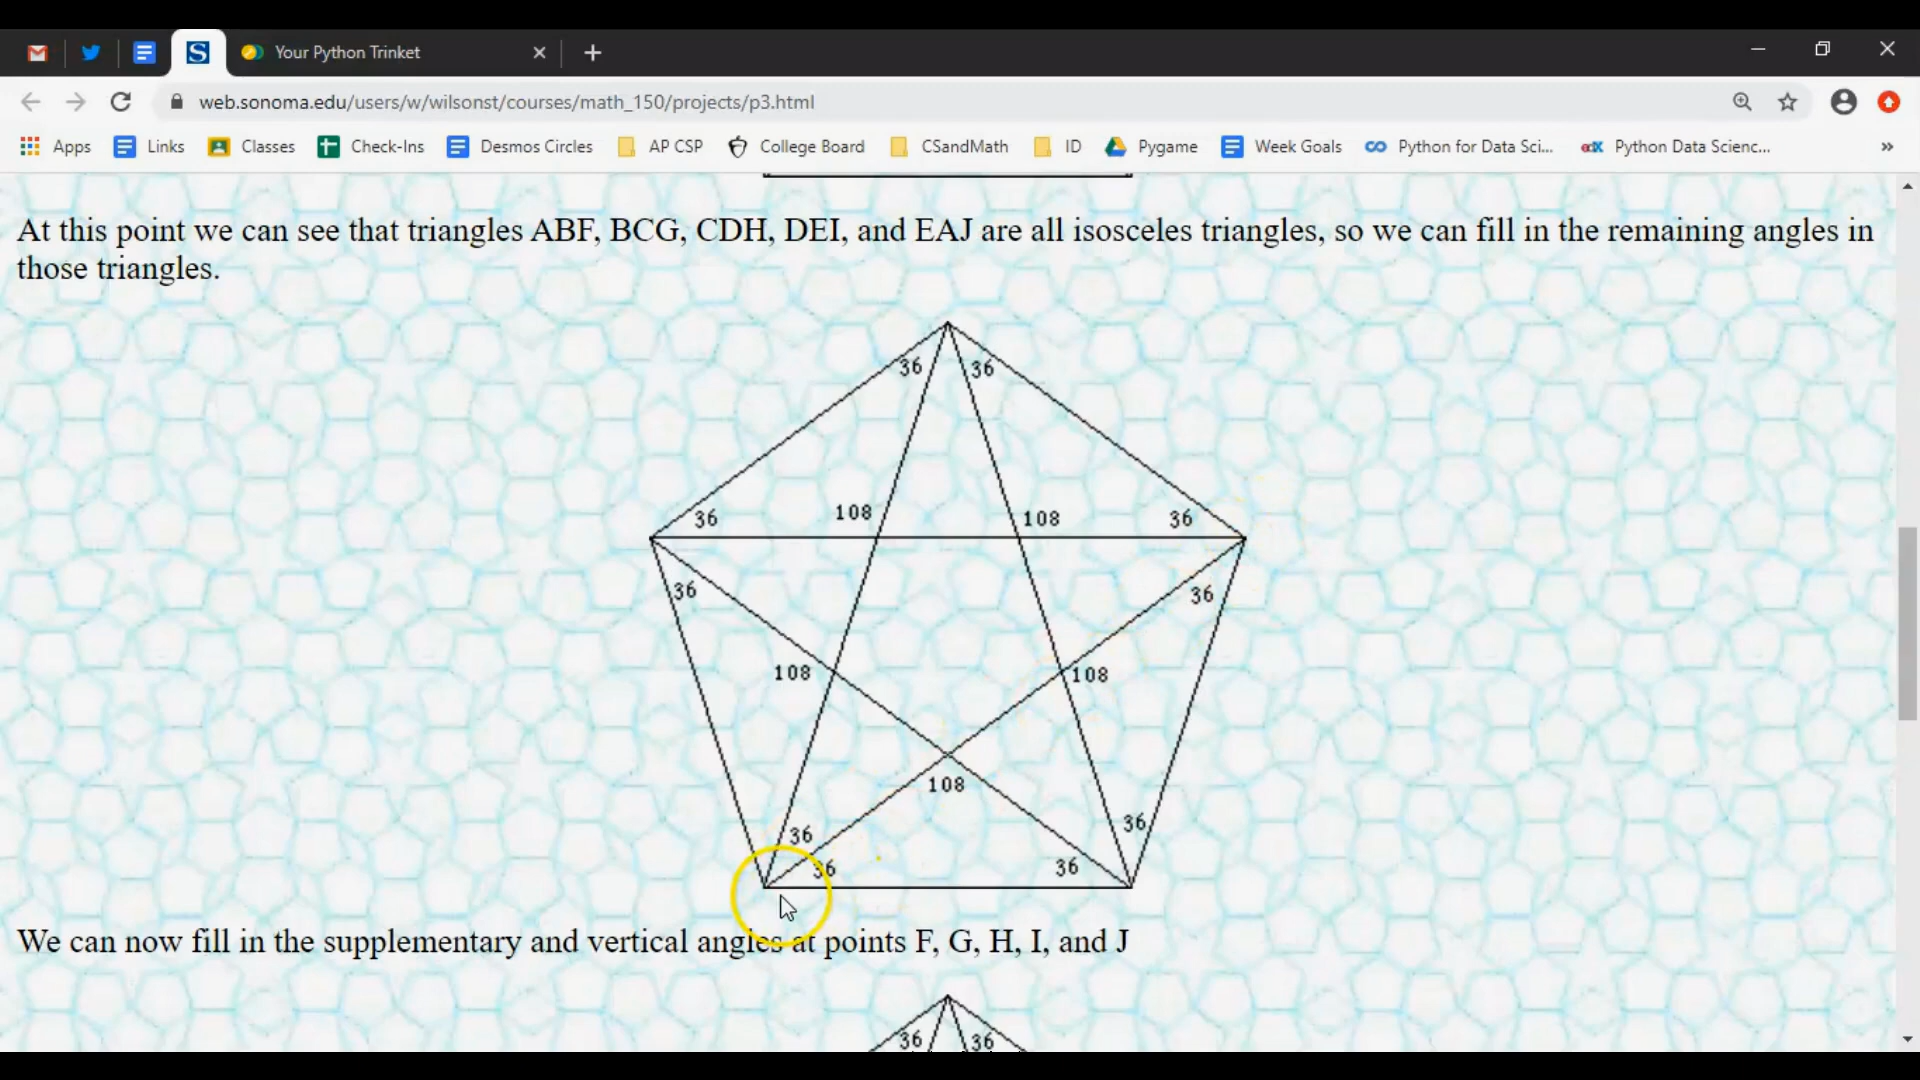 Your Python Trinket
web.sonoma.edu/users/w/wilsonst/courses/math_150/projects/p3.html
Apps Links Classes Check-Ins Desmos Circles AP CSP College Board CSandMath ID Pygame Week Goals Python for Data Sci... edX Python Data Scienc... »
At this point we can see that triangles ABF, BCG, CDH, DEI, and EAJ are all isosceles triangles, so we can fill in the remaining angles in
those triangles.
36 36
36 108 108 36
36 36
108 108
108
36 36
36 36
We can now fill in the supplementary and vertical angles at points F, G, H, I, and J
36 36